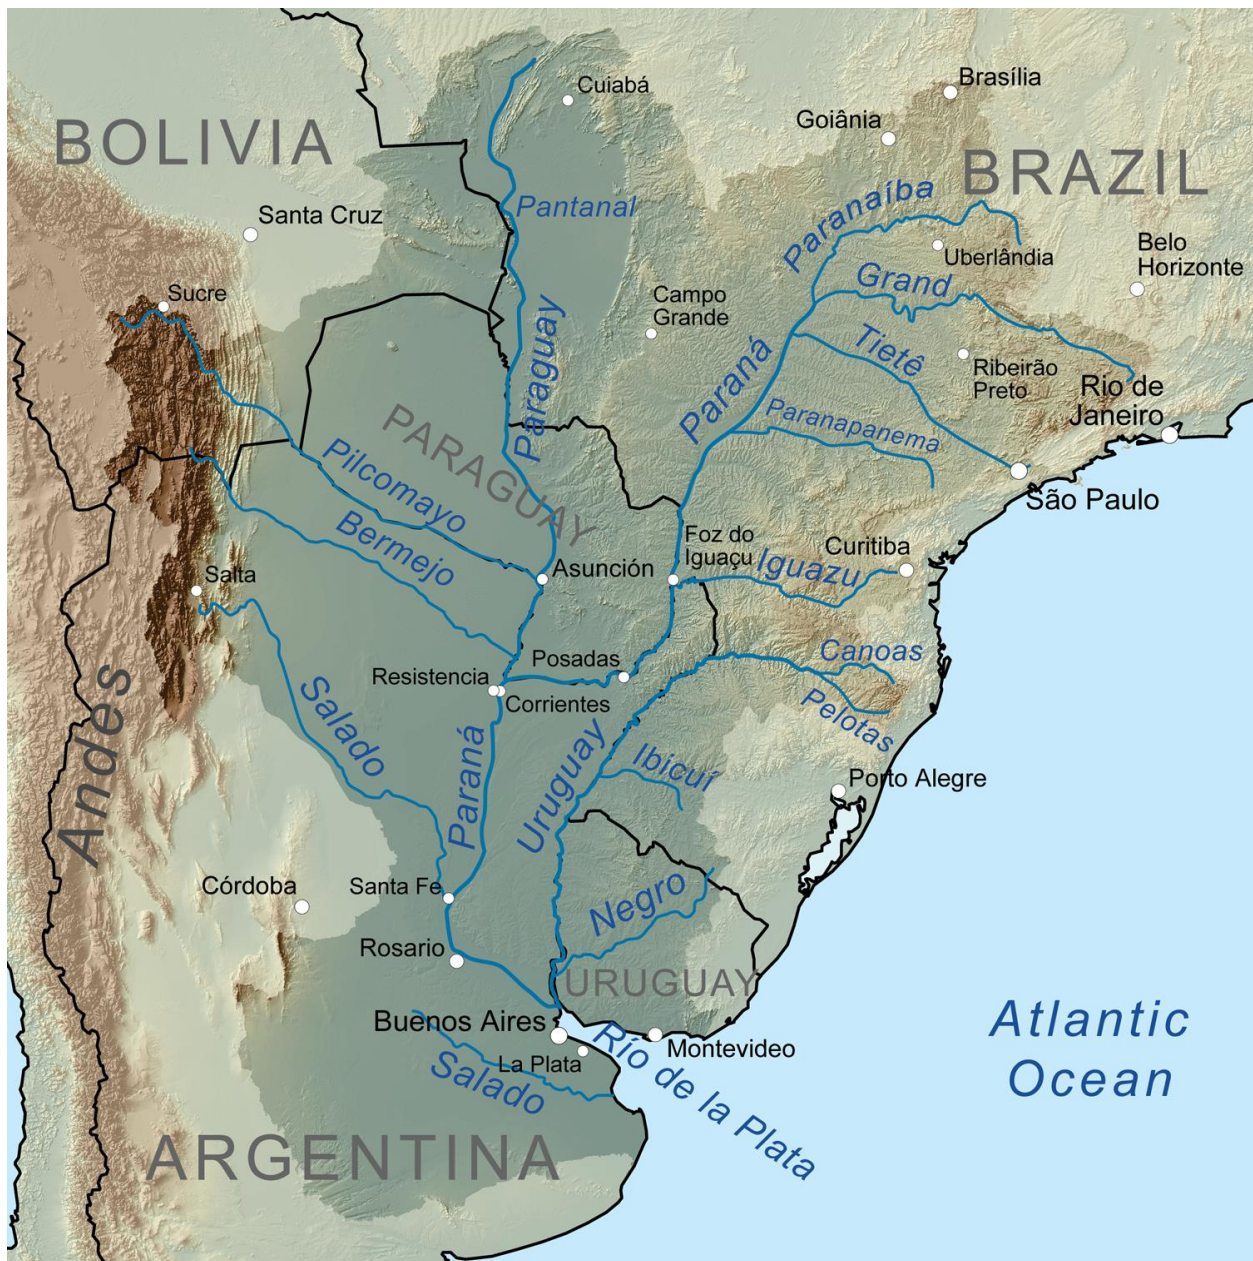 Cuiabá
Brasília
Goiânia
BOLIVIA
BRAZIL
Paranaíba
Pantanal
Santa Cruz
Uberlândia
Belo
Horizonte
Grand
Sucre
Campo
Grande
Paraguay
Tietê
Paraná
Ribeirão
Preto
Rio de
Janeiro
PARAGUAY
Paranapanema
Pilcomayo
São Paulo
Bermejo
Foz do
Iguaçu
Curitiba
Iguazu
Asunción
Salta
Canoas
Posadas
Resistencia
Corrientes
Pelotas
Salado
Andes
Paraná
Uruguay
Ibicuí
Porto Alegre
Santa Fe
Córdoba
Negro
Rosario
URUGUAY
Buenos Aires
Montevideo
La Plata
Río de la Plata
Salado
Atlantic
Ocean
ARGENTINA